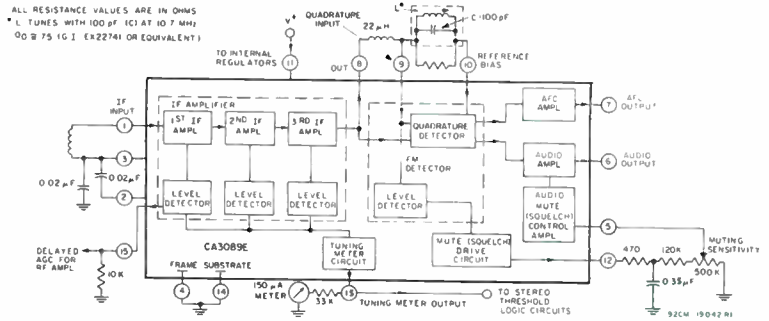 ALL RESISTANCE VALUES ARE IN OHMS
* L TUNES WITH 100 pF (C) AT 10 7 MHz
QO ≅ 75 (G I EX22741 OR EQUIVALENT)
QUADRATURE INPUT
22 μH
L*
C-100pF
V+
TO INTERNAL REGULATORS
11
OUT
8
9
10
REFERENCE BIAS
IF INPUT
1
3
2
0.02μF
0.02μF
IF AMPLIFIER
1ST IF AMPL
2ND IF AMPL
3RD IF AMPL
LEVEL DETECTOR
LEVEL DETECTOR
LEVEL DETECTOR
QUADRATURE DETECTOR
FM DETECTOR
LEVEL DETECTOR
AFC AMPL
7
OUTPUT
AUDIO AMPL
6
AUDIO OUTPUT
AUDIO MUTE (SQUELCH) CONTROL AMPL
5
MUTING SENSITIVITY
DELAYED AGC FOR RF AMPL
15
10K
CA3089E
FRAME
SUBSTRATE
4
14
TUNING METER CIRCUIT
MUTE (SQUELCH) DRIVE CIRCUIT
12
470
120K
500K
0.33μF
150 μA METER
33K
13
TUNING METER OUTPUT
TO STEREO THRESHOLD LOGIC CIRCUITS
92CM 19042 R1